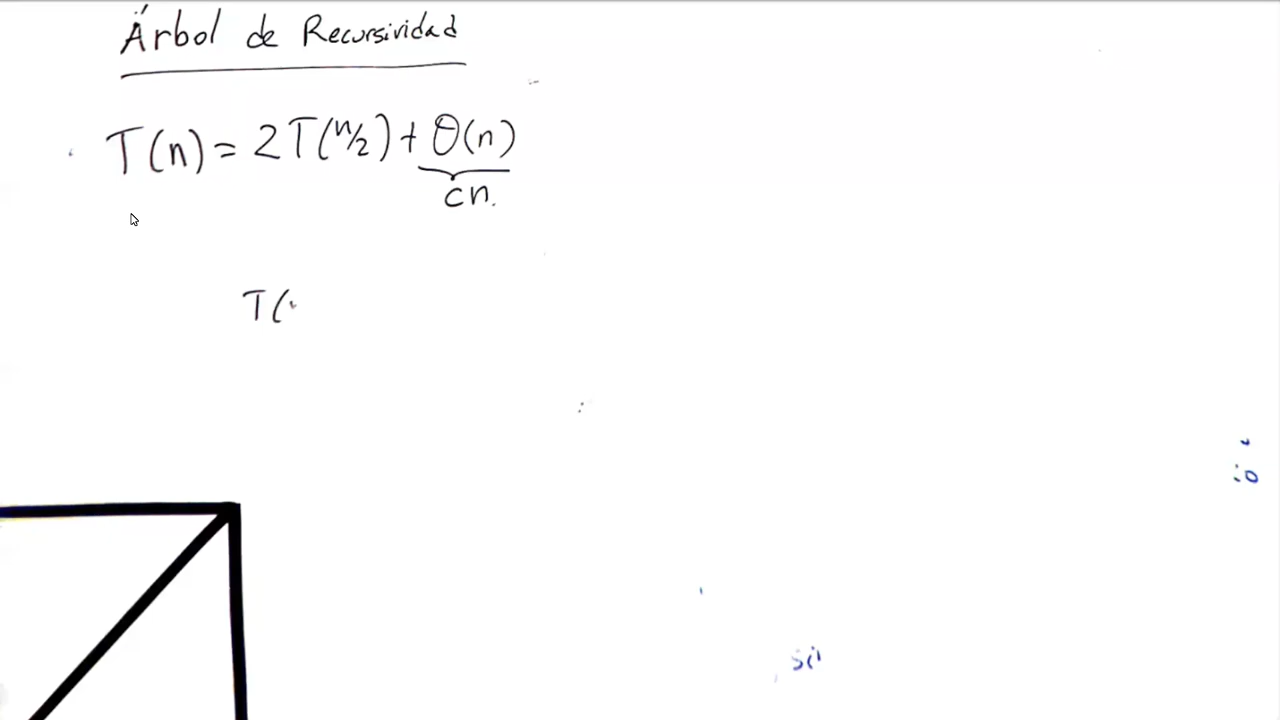 Árbol de Recursividad
T(n) = 2T(n/2) + Θ(n)
cn.
T(